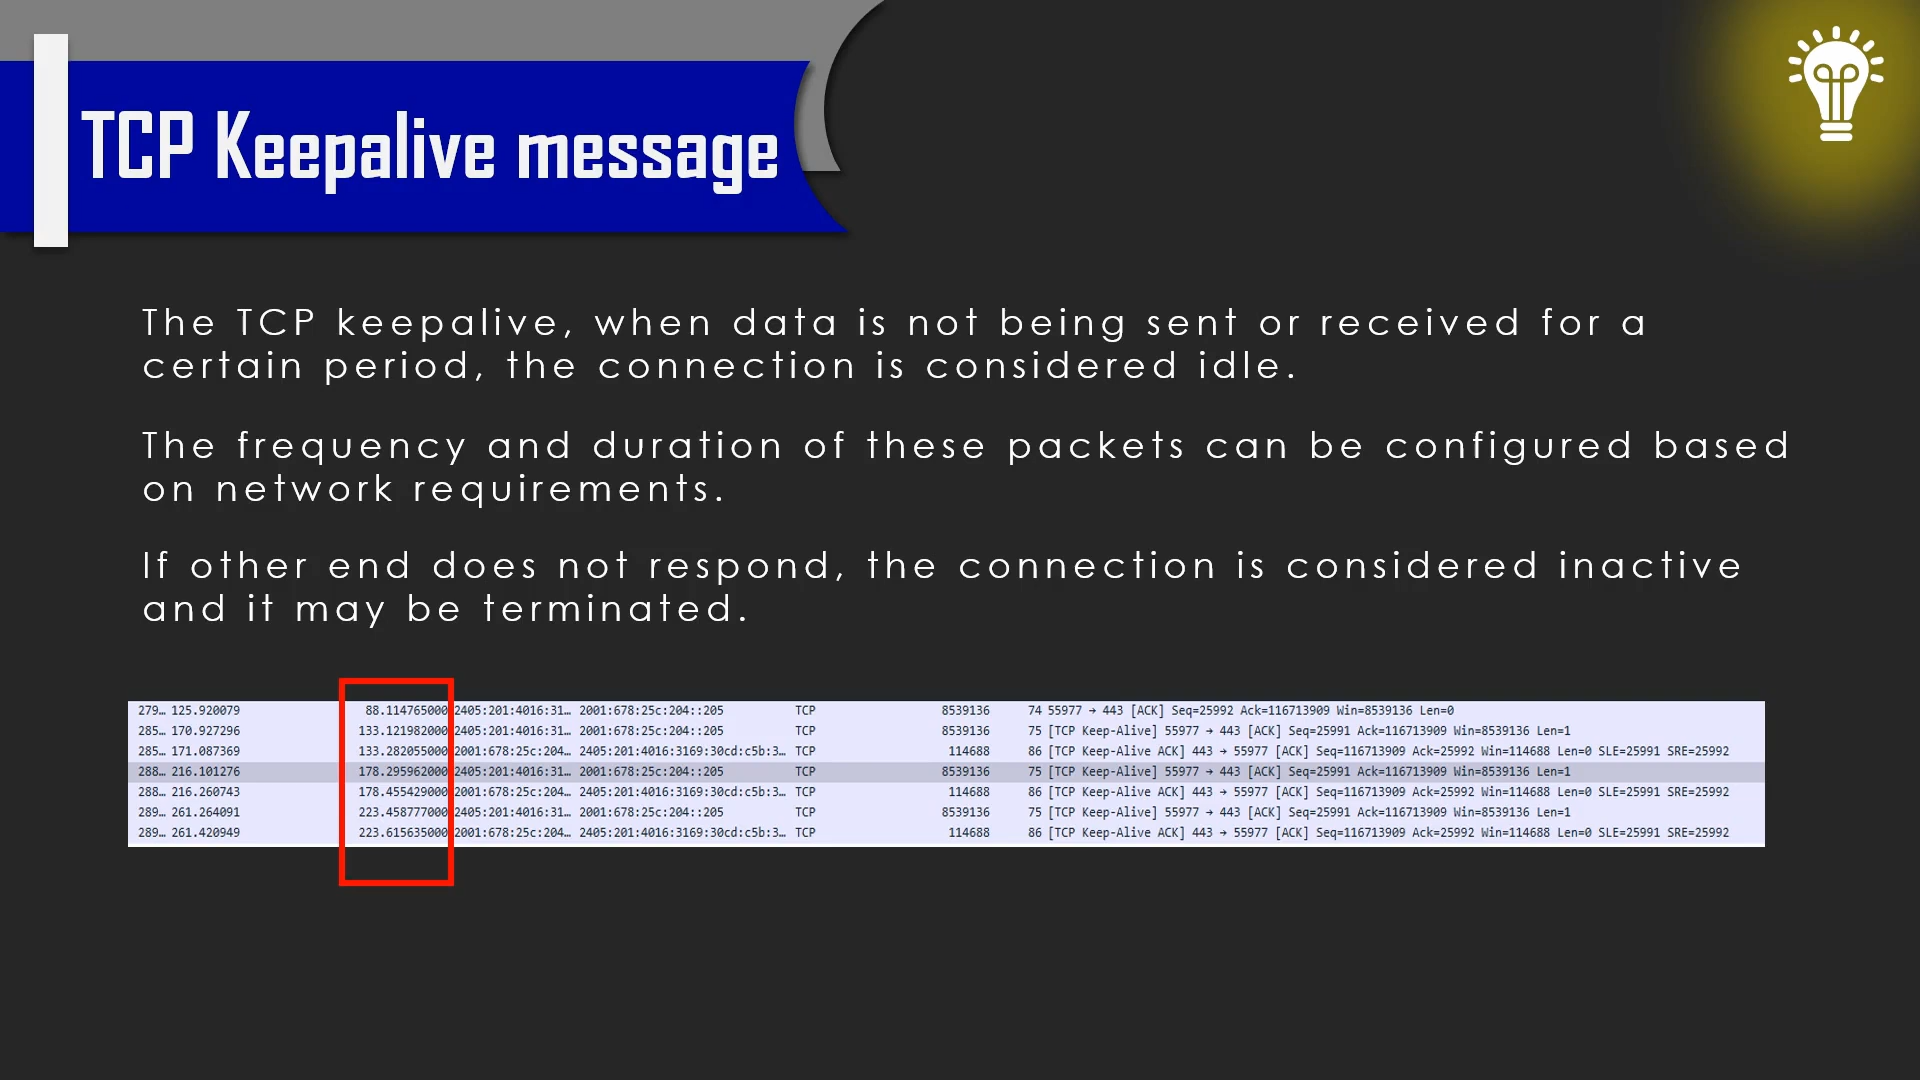 TCP Keepalive message
The TCP keepalive, when data is not being sent or received for a
certain period, the connection is considered idle.
The frequency and duration of these packets can be configured based
on network requirements.
If other end does not respond, the connection is considered inactive
and it may be terminated.
279… 125.920079 88.114765000 2405:201:4016:31… 2001:678:25c:204::205 TCP 8539136 74 55977 → 443 [ACK] Seq=25992 Ack=116713909 Win=8539136 Len=0
285… 170.927296 133.121982000 2405:201:4016:31… 2001:678:25c:204::205 TCP 8539136 75 [TCP Keep-Alive] 55977 → 443 [ACK] Seq=25991 Ack=116713909 Win=8539136 Len=1
285… 171.087369 133.282055000 2001:678:25c:204… 2405:201:4016:3169:30cd:c5b:3… TCP 114688 86 [TCP Keep-Alive ACK] 443 → 55977 [ACK] Seq=116713909 Ack=25992 Win=114688 Len=0 SLE=25991 SRE=25992
288… 216.101276 178.295962000 2405:201:4016:31… 2001:678:25c:204::205 TCP 8539136 75 [TCP Keep-Alive] 55977 → 443 [ACK] Seq=25991 Ack=116713909 Win=8539136 Len=1
288… 216.260743 178.455429000 2001:678:25c:204… 2405:201:4016:3169:30cd:c5b:3… TCP 114688 86 [TCP Keep-Alive ACK] 443 → 55977 [ACK] Seq=116713909 Ack=25992 Win=114688 Len=0 SLE=25991 SRE=25992
289… 261.264091 223.458777000 2405:201:4016:31… 2001:678:25c:204::205 TCP 8539136 75 [TCP Keep-Alive] 55977 → 443 [ACK] Seq=25991 Ack=116713909 Win=8539136 Len=1
289… 261.420949 223.615635000 2001:678:25c:204… 2405:201:4016:3169:30cd:c5b:3… TCP 114688 86 [TCP Keep-Alive ACK] 443 → 55977 [ACK] Seq=116713909 Ack=25992 Win=114688 Len=0 SLE=25991 SRE=25992